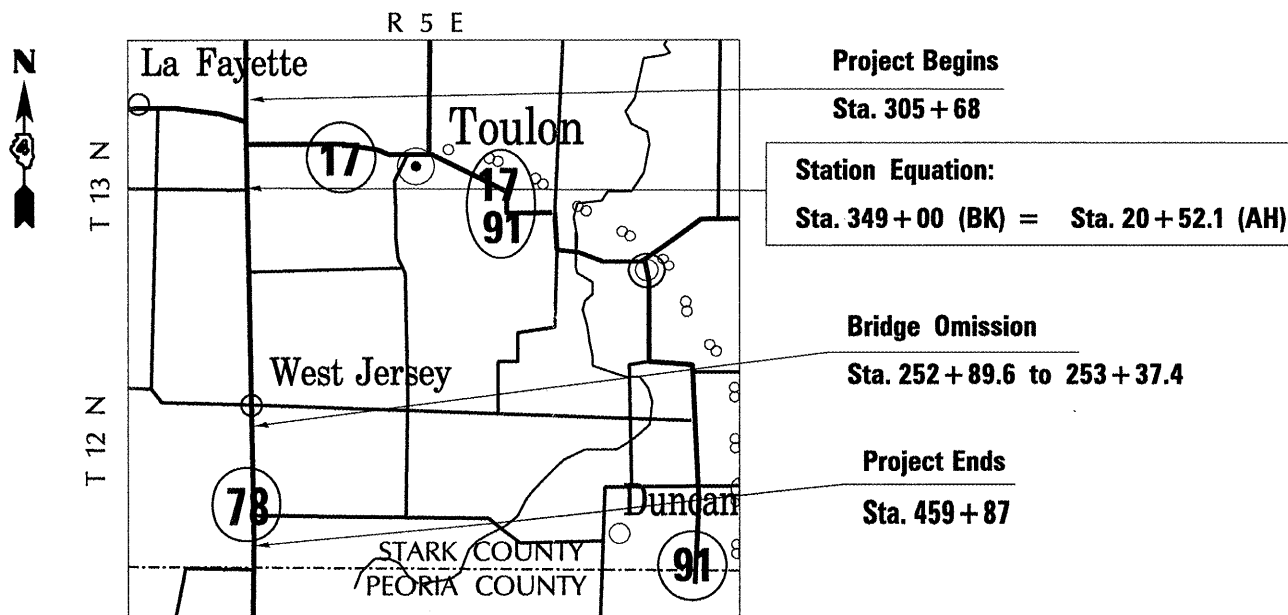 R 5 E
N
4
La Fayette
Project Begins
Sta. 305+68
Toulon
17
T 13 N
17
91
Station Equation:
Sta. 349+00 (BK) = Sta. 20+52.1 (AH)
Bridge Omission
Sta. 252+89.6 to 253+37.4
West Jersey
T 12 N
Project Ends
Sta. 459+87
78
Duncan
STARK COUNTY
PEORIA COUNTY
91